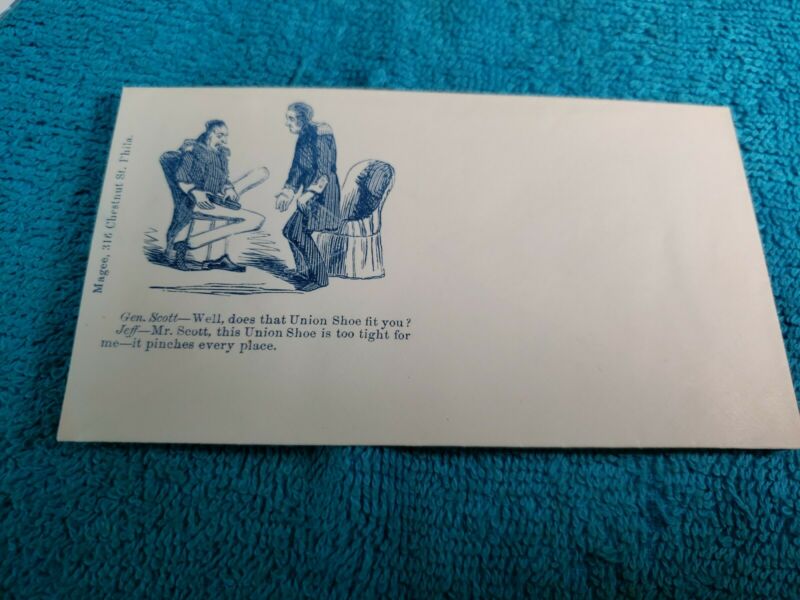 Magee, 316 Chestnut St. Phila.
Gen. Scott—Well, does that Union Shoe fit you?
Jeff—Mr. Scott, this Union Shoe is too tight for
me—it pinches every place.